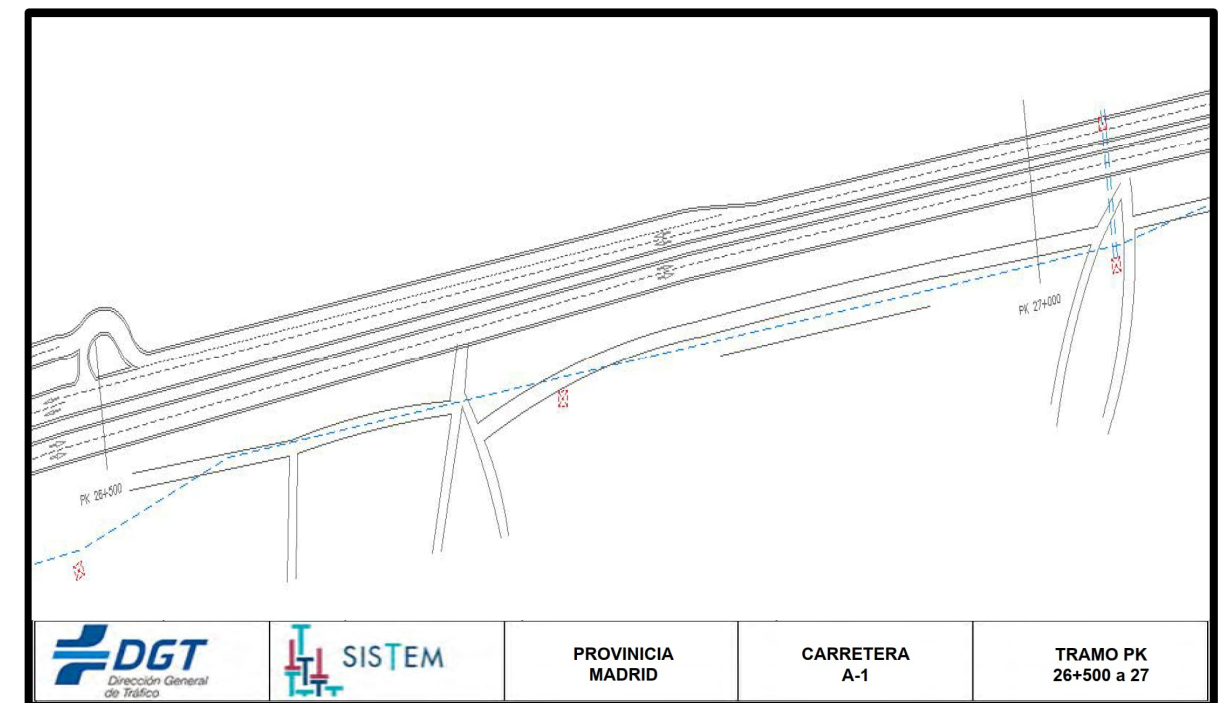 PK 27+000
PK 26+500
DGT
Dirección General
de Tráfico
SISTEM
PROVINICIA
MADRID
CARRETERA
A-1
TRAMO PK
26+500 a 27